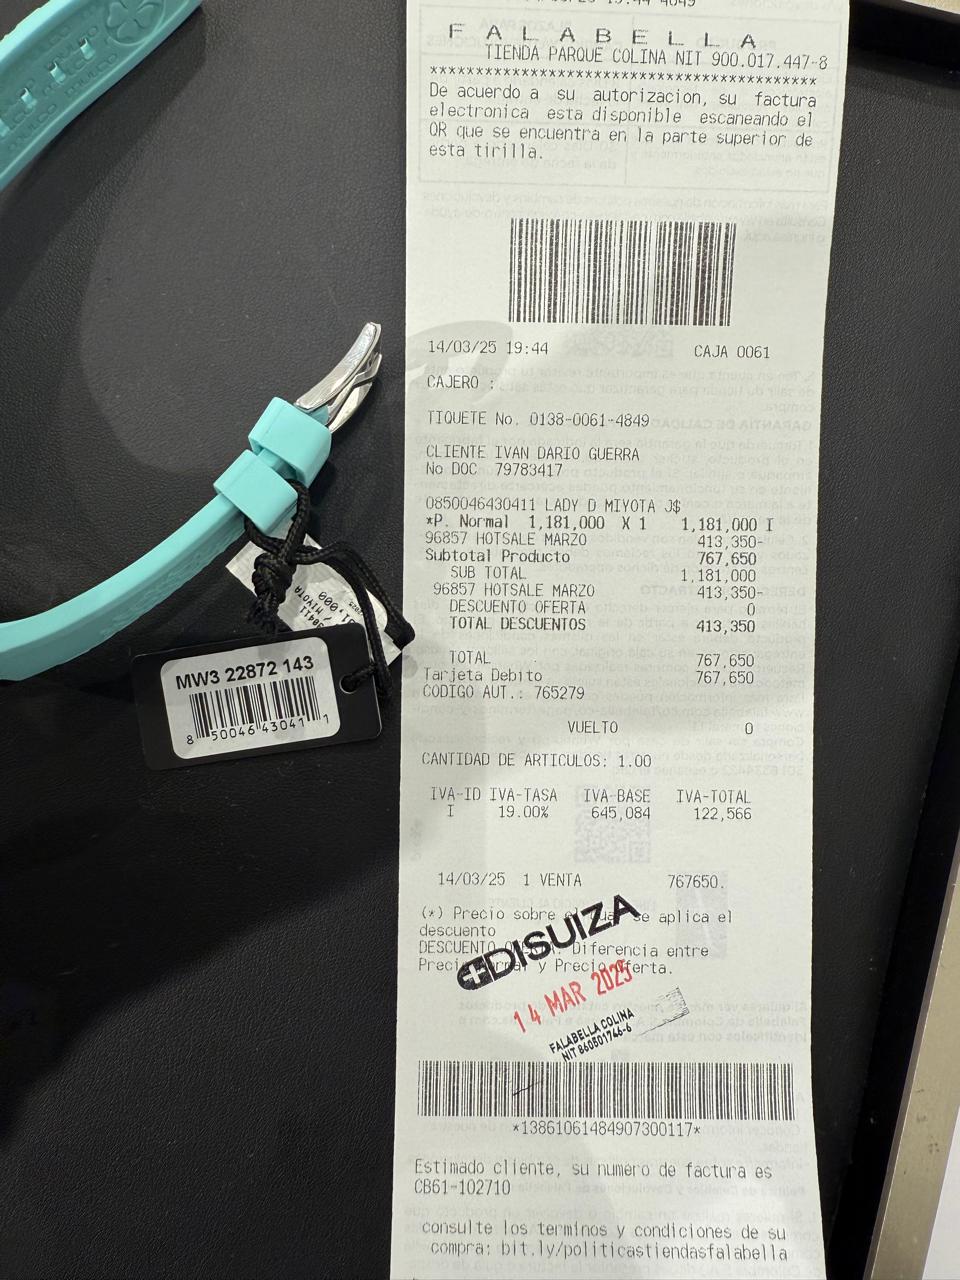 F A L A B E L L A
TIENDA PARQUE COLINA NIT 900.017.447-8
******************************************
De acuerdo a su autorizacion, su factura
electronica esta disponible escaneando el
QR que se encuentra en la parte superior de
esta tirilla.
14/03/25 19:44 CAJA 0061
CAJERO :
TIQUETE No. 0138-0061-4849
CLIENTE IVAN DARIO GUERRA
No DOC 79783417
0850046430411 LADY D MIYOTA J$
*P. Normal 1,181,000 X 1 1,181,000 I
96857 HOTSALE MARZO 413,350-
Subtotal Producto 767,650
SUB TOTAL 1,181,000
96857 HOTSALE MARZO 413,350-
DESCUENTO OFERTA 0
TOTAL DESCUENTOS 413,350
TOTAL 767,650
Tarjeta Debito 767,650
CODIGO AUT.: 765279
VUELTO 0
CANTIDAD DE ARTICULOS: 1.00
IVA-ID IVA-TASA IVA-BASE IVA-TOTAL
I 19.00% 645,084 122,566
14/03/25 1 VENTA 767650.
(*) Precio sobre el cual se aplica el
descuento
DESCUENTO OFERTA: Diferencia entre
Precio Normal y Precio Oferta.
DISUIZA
14 MAR 2025
FALABELLA COLINA
NIT 860501746-6
*13861061484907300117*
Estimado cliente, su numero de factura es
CB61-102710
consulte los terminos y condiciones de su
compra: bit.ly/politicastiendasfalabella
MW3 22872 143
8 50046 43041 1
MIYOTA